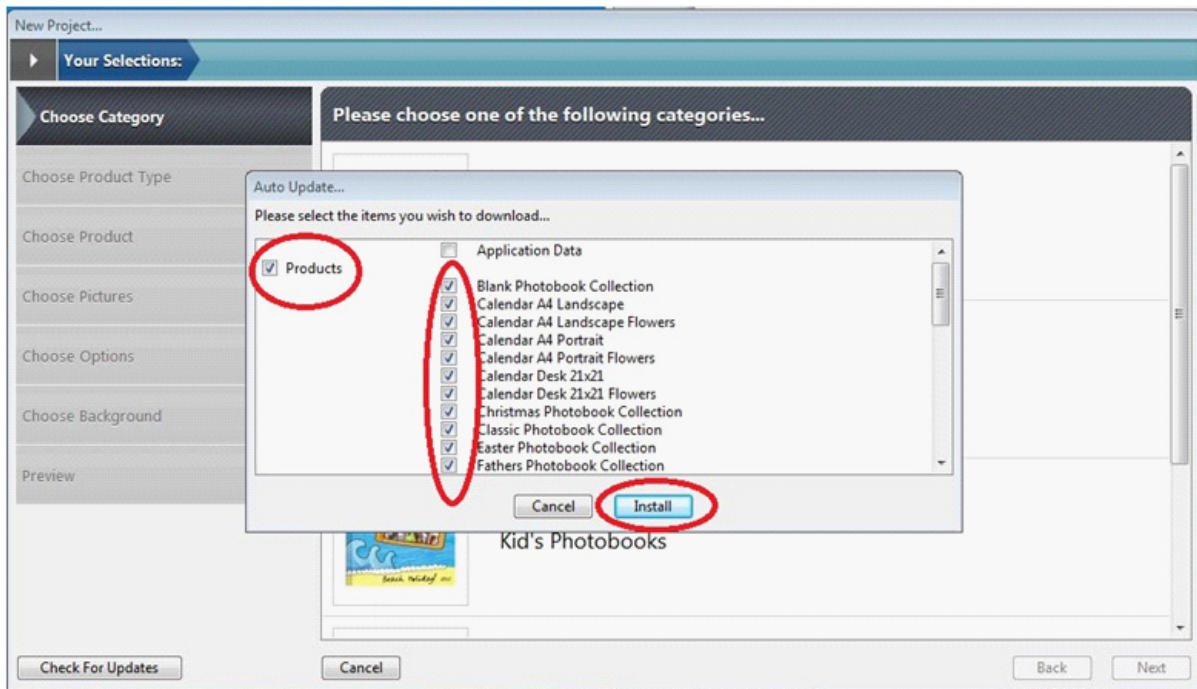 New Project...
Your Selections:
Choose Category
Please choose one of the following categories...
Choose Product Type
Choose Product
Choose Pictures
Choose Options
Choose Background
Preview
Auto Update...
Please select the items you wish to download...
Products
Application Data
Blank Photobook Collection
Calendar A4 Landscape
Calendar A4 Landscape Flowers
Calendar A4 Portrait
Calendar A4 Portrait Flowers
Calendar Desk 21x21
Calendar Desk 21x21 Flowers
Christmas Photobook Collection
Classic Photobook Collection
Easter Photobook Collection
Fathers Photobook Collection
Cancel
Install
Kid's Photobooks
Beach Holiday!
Check For Updates
Cancel
Back
Next